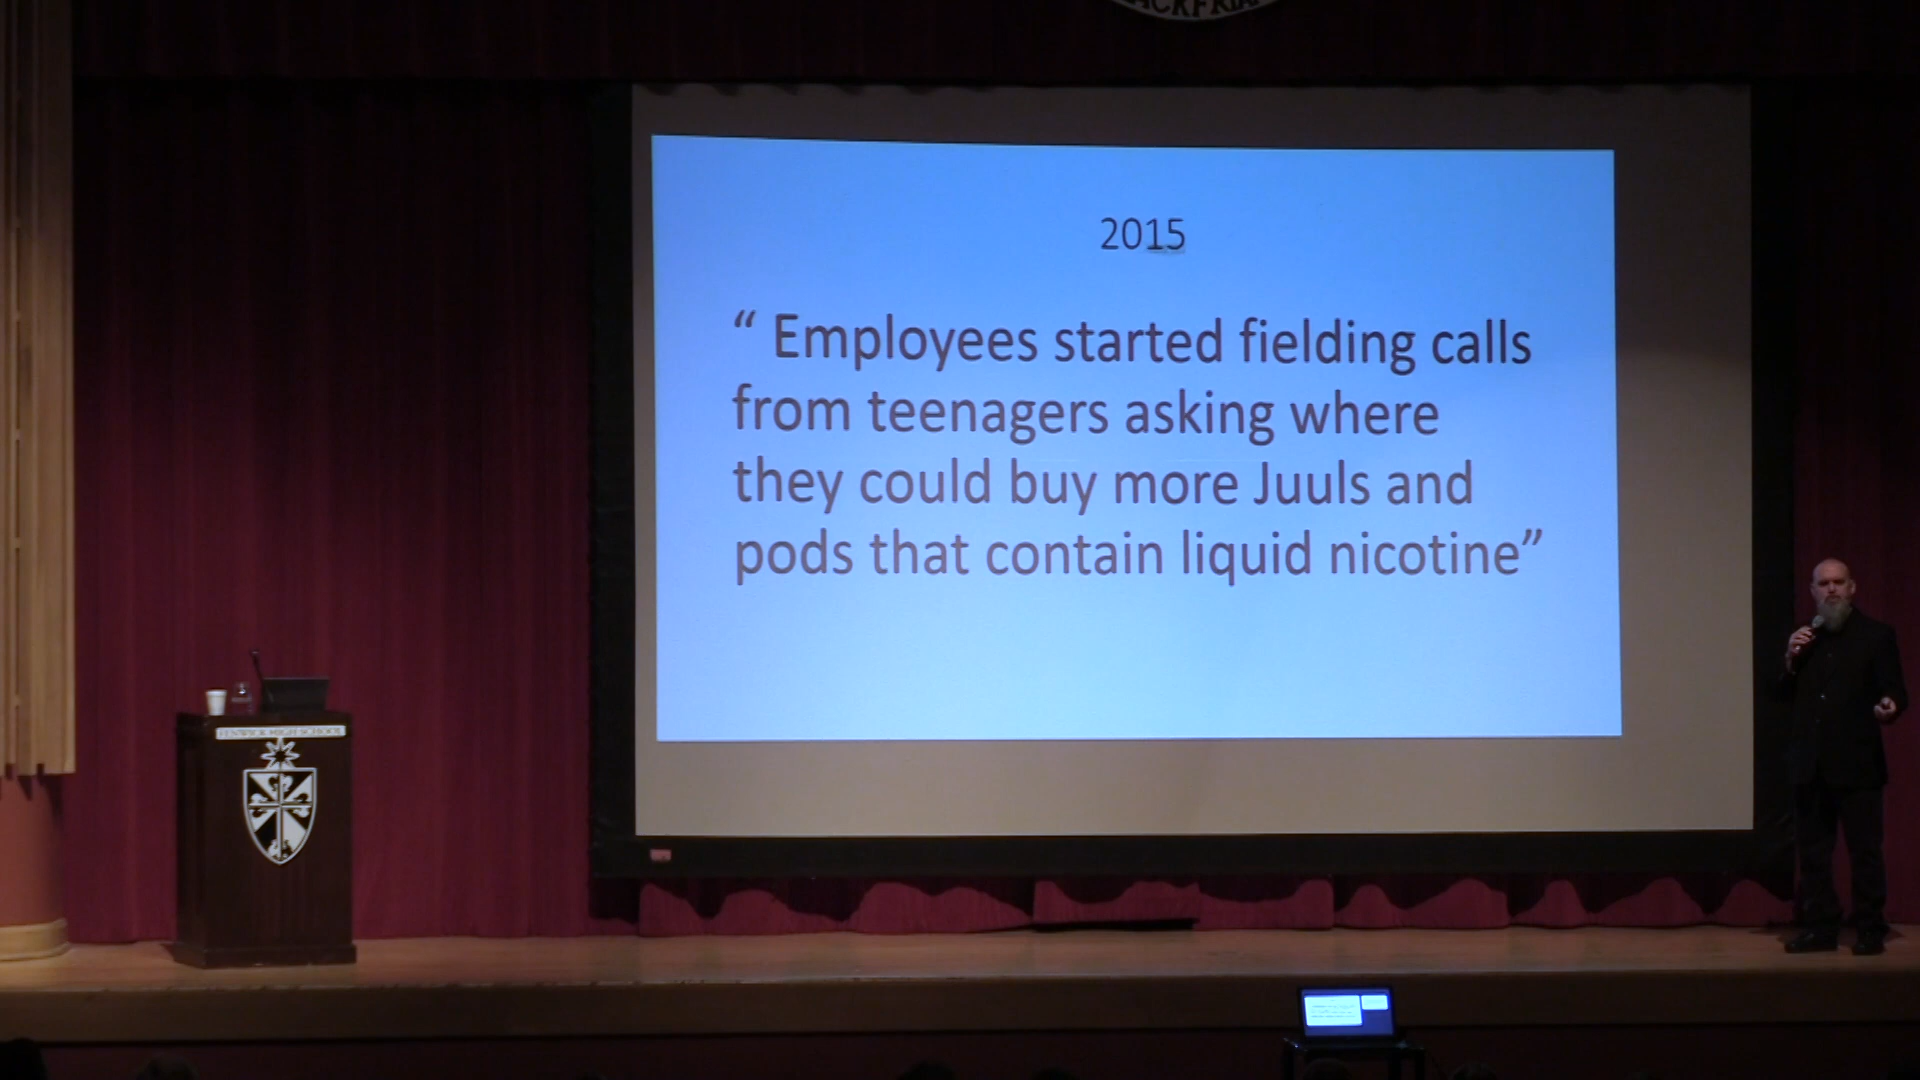 ACKFRIA
2015
“ Employees started fielding calls
from teenagers asking where
they could buy more Juuls and
pods that contain liquid nicotine”
FENWICK HIGH SCHOOL